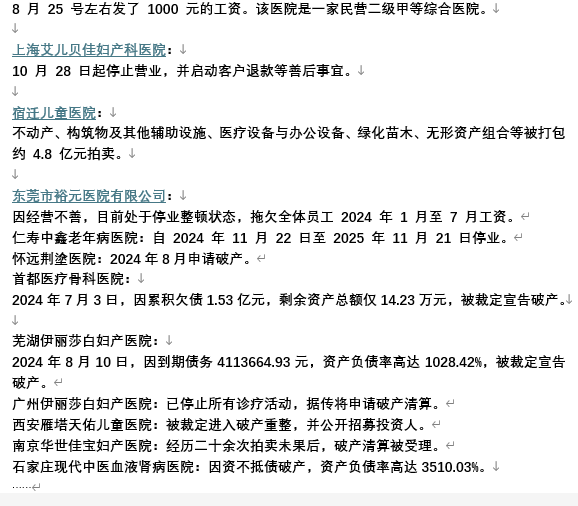 8 月 25 号左右发了 1000 元的工资。该医院是一家民营二级甲等综合医院。
上海艾儿贝佳妇产科医院：
10 月 28 日起停止营业，并启动客户退款等善后事宜。
宿迁儿童医院：
不动产、构筑物及其他辅助设施、医疗设备与办公设备、绿化苗木、无形资产组合等被打包
约 4.8 亿元拍卖。
东莞市裕元医院有限公司：
因经营不善，目前处于停业整顿状态，拖欠全体员工 2024 年 1 月至 7 月工资。
仁寿中鑫老年病医院：自 2024 年 11 月 22 日至 2025 年 11 月 21 日停业。
怀远荆塗医院：2024 年 8 月申请破产。
首都医疗骨科医院：
2024 年 7 月 3 日，因累积欠债 1.53 亿元，剩余资产总额仅 14.23 万元，被裁定宣告破产。
芜湖伊丽莎白妇产医院：
2024 年 8 月 10 日，因到期债务 4113664.93 元，资产负债率高达 1028.42%，被裁定宣告
破产。
广州伊丽莎白妇产医院：已停止所有诊疗活动，据传将申请破产清算。
西安雁塔天佑儿童医院：被裁定进入破产重整，并公开招募投资人。
南京华世佳宝妇产医院：经历二十余次拍卖未果后，破产清算被受理。
石家庄现代中医血液肾病医院：因资不抵债破产，资产负债率高达 3510.03%。
……